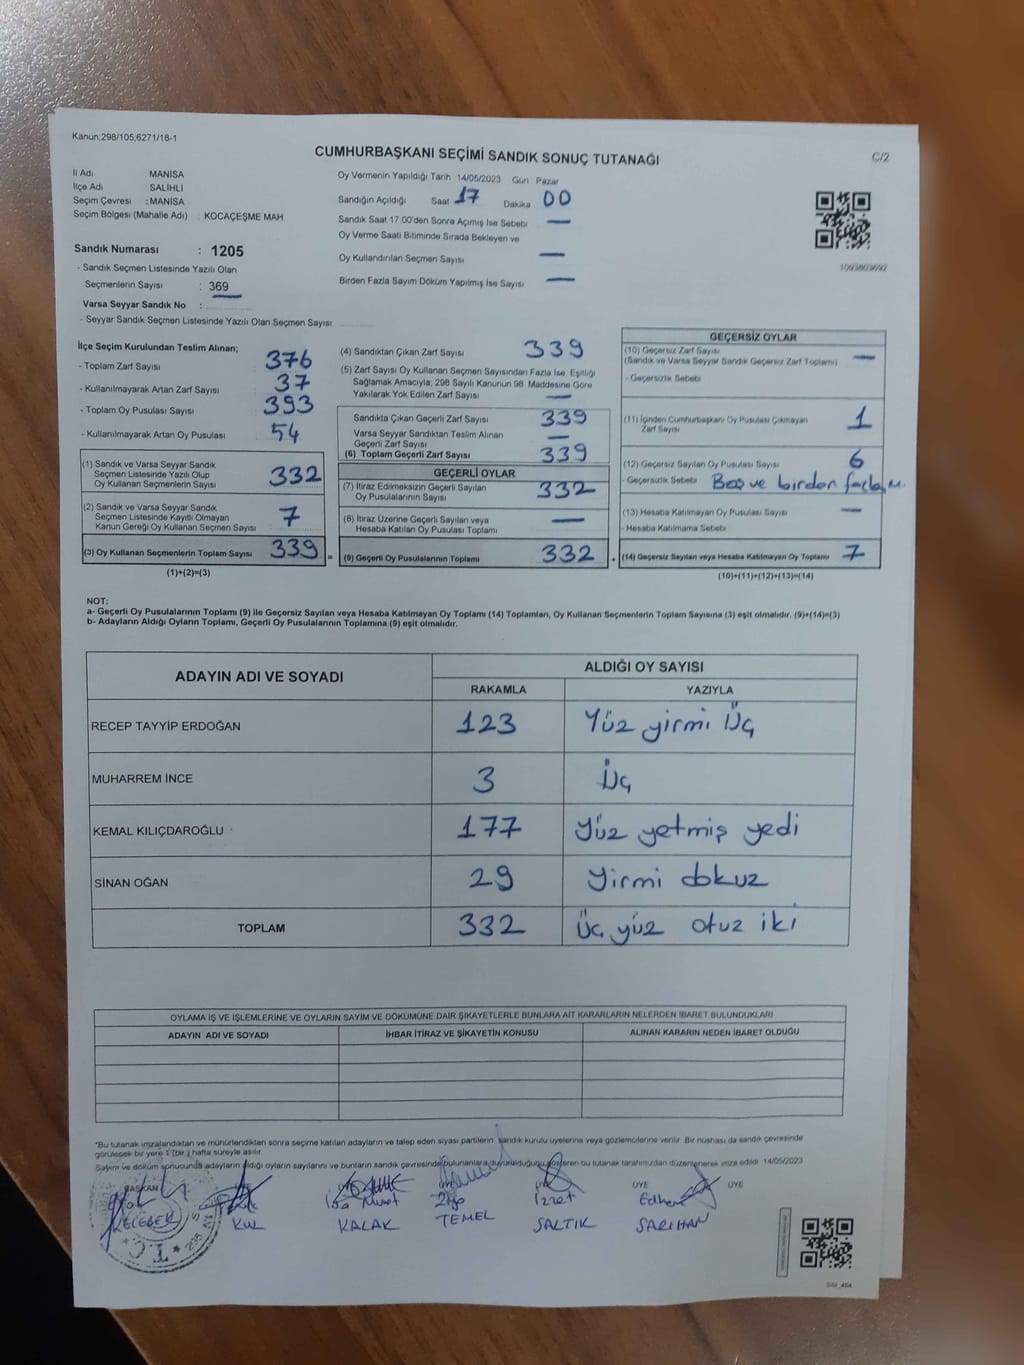 Kanun,298/105,6271/18-1
CUMHURBAŞKANI SEÇİMİ SANDIK SONUÇ TUTANAĞI
C/2
İli Adı : MANİSA
İlçe Adı : SALİHLİ
Seçim Çevresi : MANİSA
Seçim Bölgesi (Mahalle Adı) : KOCAÇEŞME MAH.
Sandık Numarası : 1205
- Sandık Seçmen Listesinde Yazılı Olan
Seçmenlerin Sayısı : 369
Varsa Seyyar Sandık No :
- Seyyar Sandık Seçmen Listesinde Yazılı Olan Seçmen Sayısı:
Oy Vermenin Yapıldığı Tarih 14/05/2023 Gün Pazar
Sandığın Açıldığı Saat 17 Dakika 00
Sandık Saat 17:00'den Sonra Açımış İse Sebebi —
Oy Verme Saati Bitiminde Sırada Bekleyen ve
Oy Kullandırılan Seçmen Sayısı —
Birden Fazla Sayım Döküm Yapılmış İse Sayısı —
1093803692
İlçe Seçim Kurulundan Teslim Alınan;
- Toplam Zarf Sayısı 376
- Kullanılmayarak Artan Zarf Sayısı 37
- Toplam Oy Pusulası Sayısı 393
- Kullanılmayarak Artan Oy Pusulası 54
(1) Sandık ve Varsa Seyyar Sandık
Seçmen Listesinde Yazılı Olup
Oy Kullanan Seçmenlerin Sayısı 332
(2) Sandık ve Varsa Seyyar Sandık
Seçmen Listesinde Kayıtlı Olmayan
Kanun Gereği Oy Kullanan Seçmen Sayısı 7
(3) Oy Kullanan Seçmenlerin Toplam Sayısı 339 =
(1)+(2)=(3)
(4) Sandıktan Çıkan Zarf Sayısı 339
(5) Zarf Sayısı Oy Kullanan Seçmen Sayısından Fazla İse, Eşitliği
Sağlamak Amacıyla; 298 Sayılı Kanunun 98. Maddesine Göre
Yakılarak Yok Edilen Zarf Sayısı —
Sandıkta Çıkan Geçerli Zarf Sayısı 339
Varsa Seyyar Sandıktan Teslim Alınan
Geçerli Zarf Sayısı —
(6) Toplam Geçerli Zarf Sayısı 339
GEÇERLİ OYLAR
(7) İtiraz Edilmeksizin Geçerli Sayılan
Oy Pusulalarının Sayısı 332
(8) İtiraz Üzerine Geçerli Sayılan veya
Hesaba Katılan Oy Pusulası Toplamı —
(9) Geçerli Oy Pusulalarının Toplamı 332 +
GEÇERSİZ OYLAR
(10) Geçersiz Zarf Sayısı —
(Sandık ve Varsa Seyyar Sandık Geçersiz Zarf Toplamı)
- Geçersizlik Sebebi
(11) İçinden Cumhurbaşkanı Oy Pusulası Çıkmayan
Zarf Sayısı 1
(12) Geçersiz Sayılan Oy Pusulası Sayısı 6
- Geçersizlik Sebebi Boş ve birden fazla
(13) Hesaba Katılmayan Oy Pusulası Sayısı —
- Hesaba Katılmama Sebebi
(14) Geçersiz Sayılan veya Hesaba Katılmayan Oy Toplamı 7
(10)+(11)+(12)+(13)=(14)
NOT:
a- Geçerli Oy Pusulalarının Toplamı (9) ile Geçersiz Sayılan veya Hesaba Katılmayan Oy Toplamı (14) Toplamları, Oy Kullanan Seçmenlerin Toplam Sayısına (3) eşit olmalıdır. (9)+(14)=(3)
b- Adayların Aldığı Oyların Toplamı, Geçerli Oy Pusulalarının Toplamına (9) eşit olmalıdır.
ADAYIN ADI VE SOYADI ALDIĞI OY SAYISI
RAKAMLA YAZIYLA
RECEP TAYYİP ERDOĞAN 123 Yüz yirmi Üç
MUHARREM İNCE 3 Üç
KEMAL KILIÇDAROĞLU 177 Yüz yetmiş yedi
SİNAN OĞAN 29 Yirmi dokuz
TOPLAM 332 Üç yüz otuz iki
OYLAMA İŞ VE İŞLEMLERİNE VE OYLARIN SAYIM VE DÖKÜMÜNE DAİR ŞİKAYETLERLE BUNLARA AİT KARARLARIN NELERDEN İBARET BULUNDUKLARI
ADAYIN ADI VE SOYADI İHBAR İTİRAZ VE ŞİKAYETİN KONUSU ALINAN KARARIN NEDEN İBARET OLDUĞU
*Bu tutanak imzalandıktan ve mühürlendikten sonra seçime katılan adayların ve talep eden siyasi partilerin, sandık kurulu üyelerine veya gözlemcilerine verilir. Bir nüshası da sandık çevresinde
görülecek bir yere 1 (bir) hafta süreyle asılır.
Sayım ve döküm sonucunda adayların aldığı oyların sayılarını ve bunların sandık çevresinde bulunanlara duyurulduğunu gösteren bu tutanak tarafımızdan düzenlenerek imza edildi. 14/05/2023
BAŞKAN ÜYE ÜYE
İsa Murat İzzet Edhem
KELEBEK KUL KALAK TEMEL SALTIK SARIHAN
T.C.